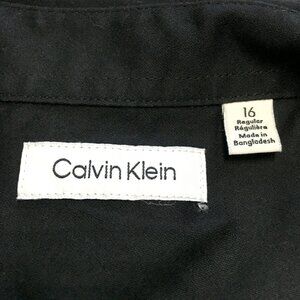 16
Regular
Régulière
Made in
Bangladesh
Calvin Klein